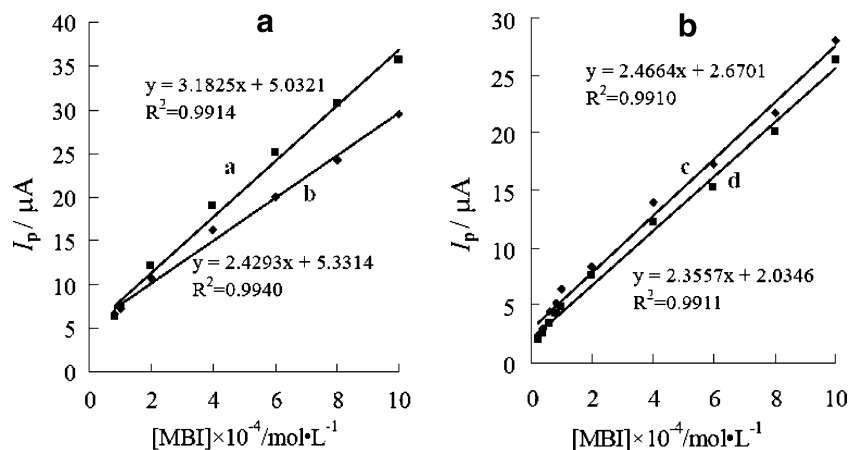 a
40
35
30
25
20
15
10
5
0
I_p / μA
y = 3.1825x + 5.0321
R²=0.9914
a
b
y = 2.4293x + 5.3314
R²=0.9940
0 2 4 6 8 10
[MBI]×10⁻⁴/mol•L⁻¹
b
30
25
20
15
10
5
0
I_p / μA
y = 2.4664x + 2.6701
R²=0.9910
c
d
y = 2.3557x + 2.0346
R²=0.9911
0 2 4 6 8 10
[MBI]×10⁻⁴/mol•L⁻¹